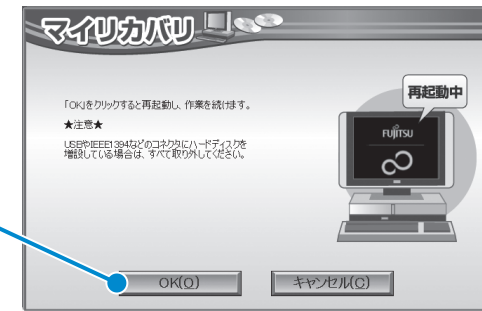 マイリカバリ
「OK」をクリックすると再起動し、作業を続けます。
★注意★
USBやIEEE1394などのコネクタにハードディスクを
増設している場合は、すべて取り外してください。
再起動中
FUJITSU
OK(O)
キャンセル(C)